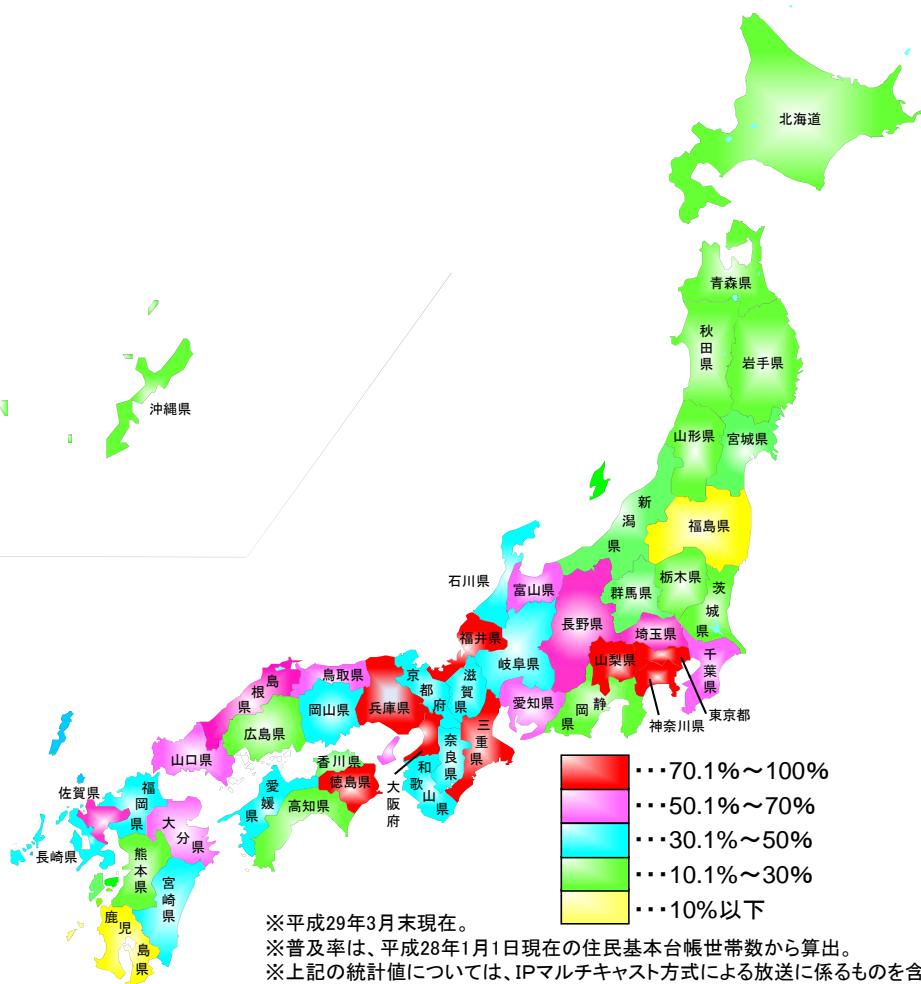 北海道
青森県
秋田県
岩手県
沖縄県
山形県
宮城県
新潟県
福島県
石川県
富山県
群馬県
栃木県
茨城県
福井県
長野県
埼玉県
岐阜県
山梨県
千葉県
鳥取県
京都府
滋賀県
島根県
岡山県
兵庫県
三重県
愛知県
静岡県
神奈川県
東京都
広島県
奈良県
山口県
香川県
大阪府
和歌山県
徳島県
佐賀県
福岡県
愛媛県
高知県
大分県
長崎県
熊本県
宮崎県
鹿児島県
･･･70.1%～100%
･･･50.1%～70%
･･･30.1%～50%
･･･10.1%～30%
･･･10%以下
※平成29年3月末現在。
※普及率は、平成28年1月1日現在の住民基本台帳世帯数から算出。
※上記の統計値については、IPマルチキャスト方式による放送に係るものを含